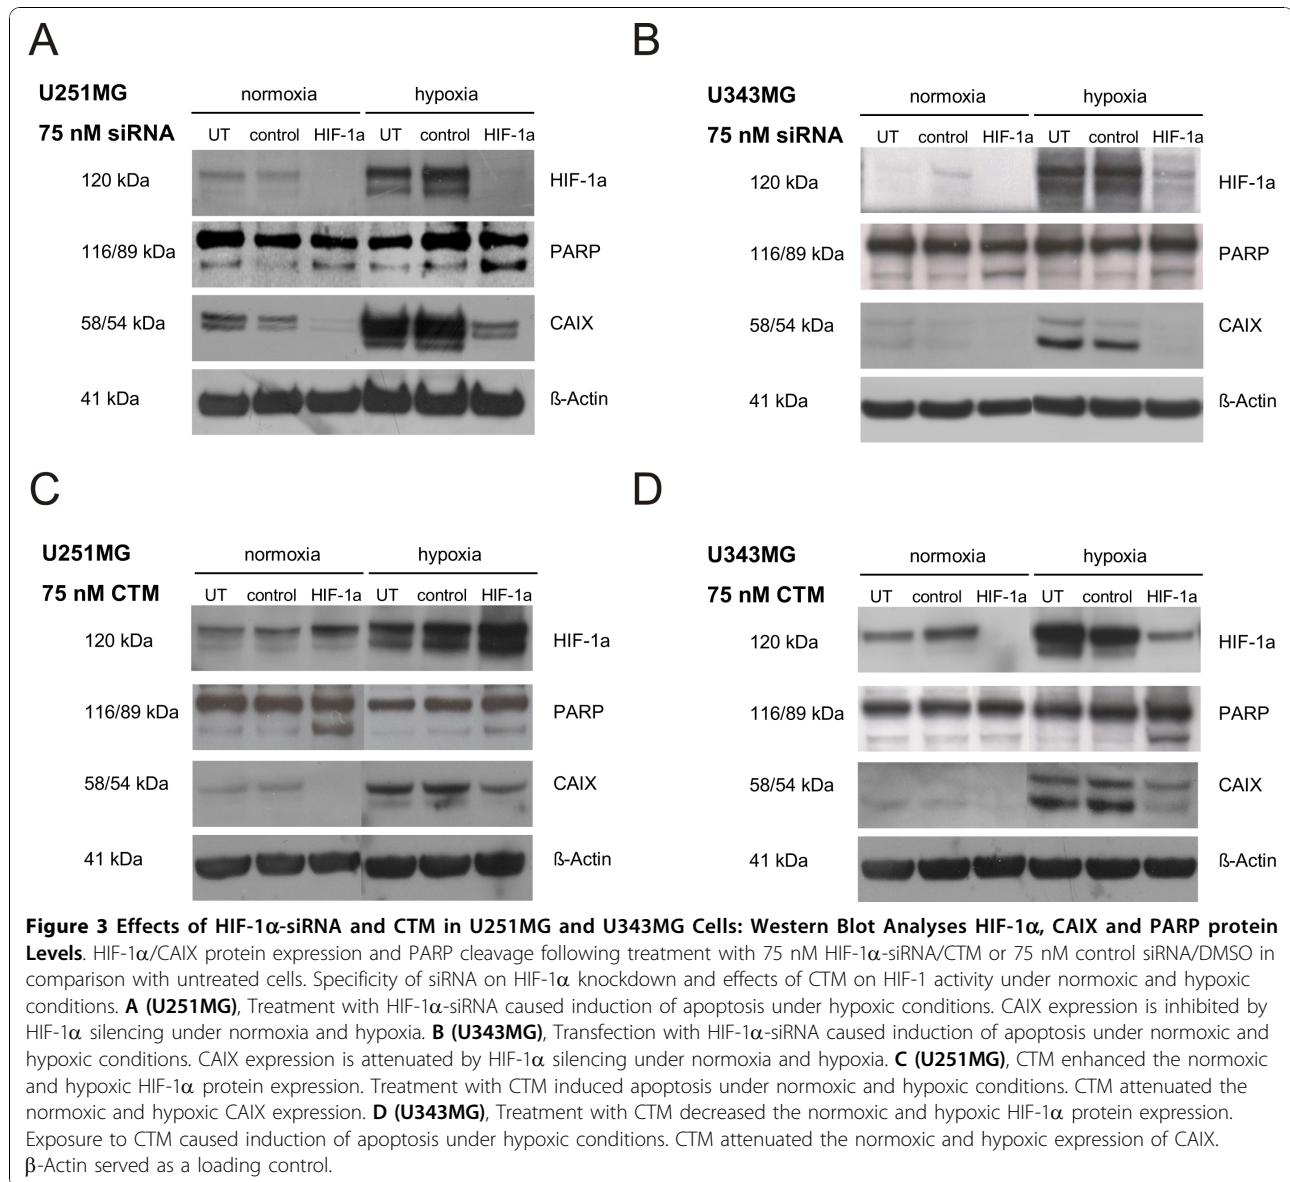 A
U251MG
normoxia hypoxia
75 nM siRNA UT control HIF-1a UT control HIF-1a
120 kDa HIF-1a
116/89 kDa PARP
58/54 kDa CAIX
41 kDa ß-Actin
B
U343MG
normoxia hypoxia
75 nM siRNA UT control HIF-1a UT control HIF-1a
120 kDa HIF-1a
116/89 kDa PARP
58/54 kDa CAIX
41 kDa ß-Actin
C
U251MG
normoxia hypoxia
75 nM CTM UT control HIF-1a UT control HIF-1a
120 kDa HIF-1a
116/89 kDa PARP
58/54 kDa CAIX
41 kDa ß-Actin
D
U343MG
normoxia hypoxia
75 nM CTM UT control HIF-1a UT control HIF-1a
120 kDa HIF-1a
116/89 kDa PARP
58/54 kDa CAIX
41 kDa ß-Actin
Figure 3 Effects of HIF-1α-siRNA and CTM in U251MG and U343MG Cells: Western Blot Analyses HIF-1α, CAIX and PARP protein
Levels. HIF-1α/CAIX protein expression and PARP cleavage following treatment with 75 nM HIF-1α-siRNA/CTM or 75 nM control siRNA/DMSO in
comparison with untreated cells. Specificity of siRNA on HIF-1α knockdown and effects of CTM on HIF-1 activity under normoxic and hypoxic
conditions. A (U251MG), Treatment with HIF-1α-siRNA caused induction of apoptosis under hypoxic conditions. CAIX expression is inhibited by
HIF-1α silencing under normoxia and hypoxia. B (U343MG), Transfection with HIF-1α-siRNA caused induction of apoptosis under normoxic and
hypoxic conditions. CAIX expression is attenuated by HIF-1α silencing under normoxia and hypoxia. C (U251MG), CTM enhanced the normoxic
and hypoxic HIF-1α protein expression. Treatment with CTM induced apoptosis under normoxic and hypoxic conditions. CTM attenuated the
normoxic and hypoxic CAIX expression. D (U343MG), Treatment with CTM decreased the normoxic and hypoxic HIF-1α protein expression.
Exposure to CTM caused induction of apoptosis under hypoxic conditions. CTM attenuated the normoxic and hypoxic expression of CAIX.
β-Actin served as a loading control.